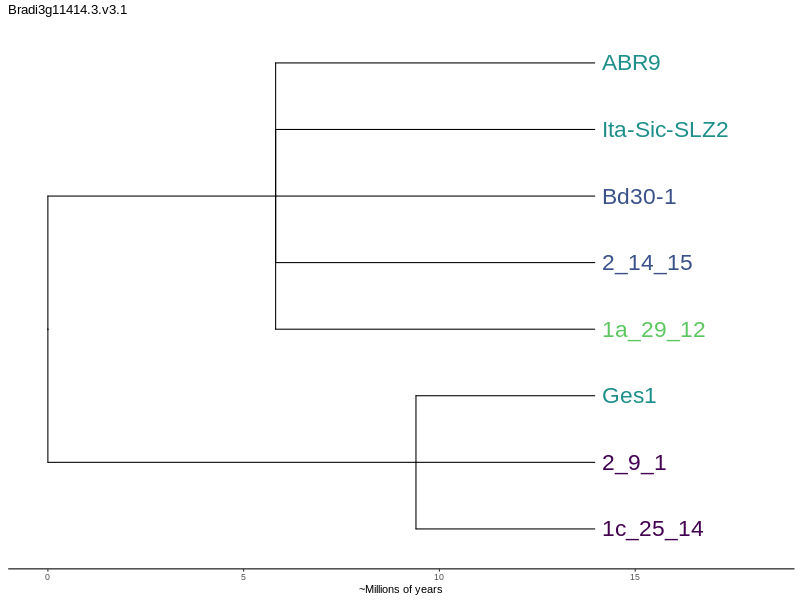 Bradi3g11414.3.v3.1
ABR9
Ita-Sic-SLZ2
Bd30-1
2_14_15
1a_29_12
Ges1
2_9_1
1c_25_14
0 5 10 15
~Millions of years